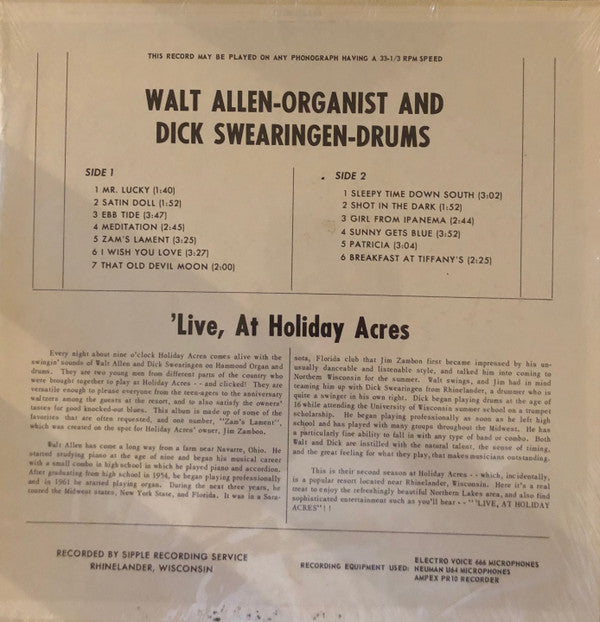 THIS RECORD MAY BE PLAYED ON ANY PHONOGRAPH HAVING A 33-1/3 RPM SPEED
WALT ALLEN-ORGANIST AND
DICK SWEARINGEN-DRUMS
SIDE 1
1 MR. LUCKY (1:40)
2 SATIN DOLL (1:52)
3 EBB TIDE (3:47)
4 MEDITATION (2:45)
5 ZAM'S LAMENT (3:25)
6 I WISH YOU LOVE (3:27)
7 THAT OLD DEVIL MOON (2:00)
SIDE 2
1 SLEEPY TIME DOWN SOUTH (3:02)
2 SHOT IN THE DARK (1:52)
3 GIRL FROM IPANEMA (2:44)
4 SUNNY GETS BLUE (3:52)
5 PATRICIA (3:04)
6 BREAKFAST AT TIFFANY'S (2:25)
'Live, At Holiday Acres
Every night about nine o'clock Holiday Acres comes alive with the
swingin' sounds of Walt Allen and Dick Swearingen on Hammond Organ and
drums. They are two young men from different parts of the country who
were brought together to play at Holiday Acres - - and clicked! They are
versatile enough to please everyone from the teen-agers to the anniversary
waltzers among the guests at the resort, and to also satisfy the owners'
tastes for good knocked-out blues. This album is made up of some of the
favorites that are often requested, and one number, "Zam's Lament",
which was created on the spot for Holiday Acres' owner, Jim Zambon.
Walt Allen has come a long way from a farm near Navarre, Ohio. He
started studying piano at the age of nine and began his musical career
with a small combo in high school in which he played piano and accordion.
After graduating from high school in 1954, he began playing professionally
and in 1961 he started playing organ. During the next three years, he
toured the Midwest states, New York State, and Florida. It was in a Sara-
sota, Florida club that Jim Zambon first became impressed by his un-
usually danceable and listenable style, and talked him into coming to
Northern Wisconsin for the summer. Walt swings, and Jim had in mind
teaming him up with Dick Swearingen from Rhinelander, a drummer who is
quite a swinger in his own right. Dick began playing drums at the age of
16 while attending the University of Wisconsin summer school on a trumpet
scholarship. He began playing professionally as soon as he left high
school and has played with many groups throughout the Midwest. He has
a particularly fine ability to fall in with any type of band or combo. Both
Walt and Dick are instilled with the natural talent, the sense of timing,
and the great feeling for what they play, that makes musicians outstanding.
This is their second season at Holiday Acres - - which, incidentally,
is a popular resort located near Rhinelander, Wisconsin. Here it's a real
treat to enjoy the refreshingly beautiful Northern Lakes area, and also find
sophisticated entertainment such as you'll hear - - "'LIVE, AT HOLIDAY
ACRES"!!
RECORDED BY SIPPLE RECORDING SERVICE
RHINELANDER, WISCONSIN
RECORDING EQUIPMENT USED: ELECTRO VOICE 666 MICROPHONES
NEUMAN U64 MICROPHONES
AMPEX PR10 RECORDER